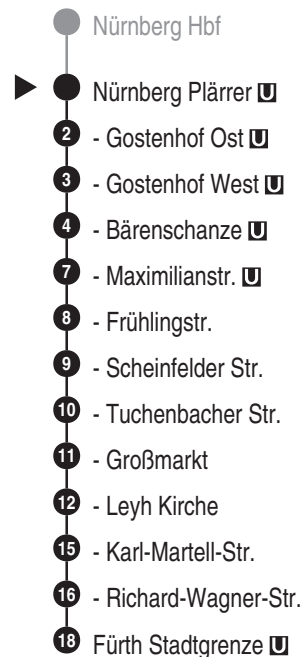 Nürnberg Hbf
Nürnberg Plärrer U
2 - Gostenhof Ost U
3 - Gostenhof West U
4 - Bärenschanze U
7 - Maximilianstr. U
8 - Frühlingstr.
9 - Scheinfelder Str.
10 - Tuchenbacher Str.
11 - Großmarkt
12 - Leyh Kirche
15 - Karl-Martell-Str.
16 - Richard-Wagner-Str.
18 Fürth Stadtgrenze U